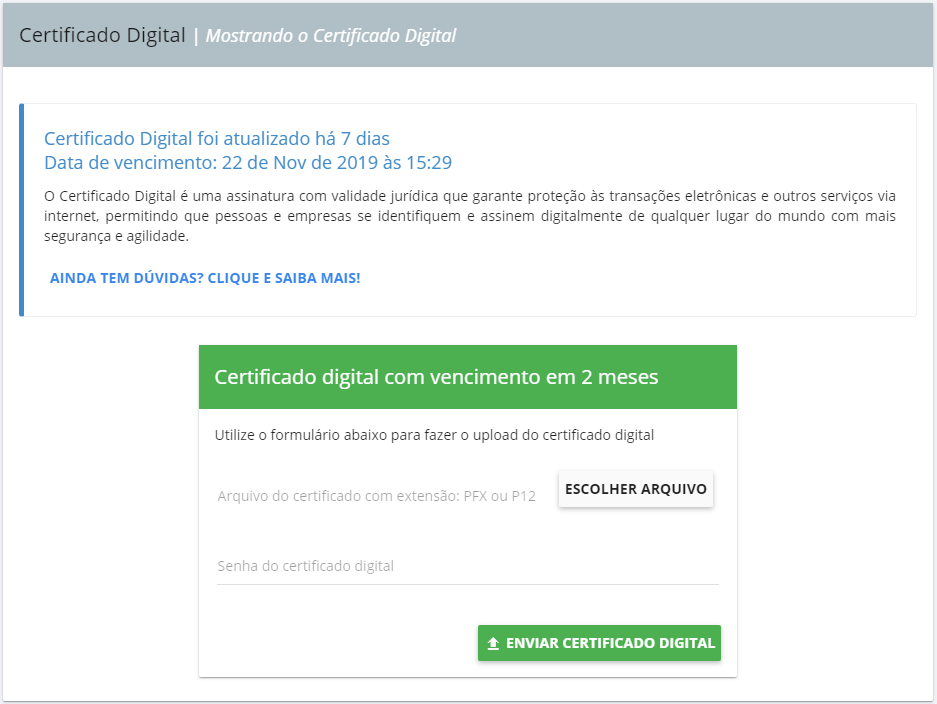 Certificado Digital | Mostrando o Certificado Digital
Certificado Digital foi atualizado há 7 dias
Data de vencimento: 22 de Nov de 2019 às 15:29
O Certificado Digital é uma assinatura com validade jurídica que garante proteção às transações eletrônicas e outros serviços via
internet, permitindo que pessoas e empresas se identifiquem e assinem digitalmente de qualquer lugar do mundo com mais
segurança e agilidade.
AINDA TEM DÚVIDAS? CLIQUE E SAIBA MAIS!
Certificado digital com vencimento em 2 meses
Utilize o formulário abaixo para fazer o upload do certificado digital
Arquivo do certificado com extensão: PFX ou P12 ESCOLHER ARQUIVO
Senha do certificado digital
ENVIAR CERTIFICADO DIGITAL